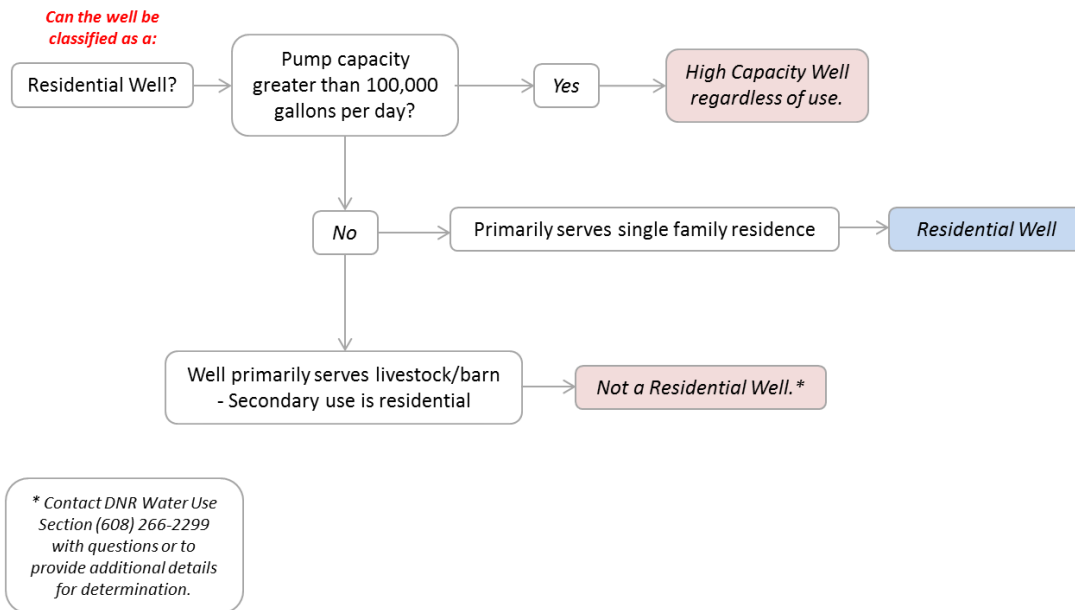 Can the well be
classified as a:
Residential Well?
Pump capacity
greater than 100,000
gallons per day?
Yes
High Capacity Well
regardless of use.
No
Primarily serves single family residence
Residential Well
Well primarily serves livestock/barn
- Secondary use is residential
Not a Residential Well.*
* Contact DNR Water Use
Section (608) 266-2299
with questions or to
provide additional details
for determination.